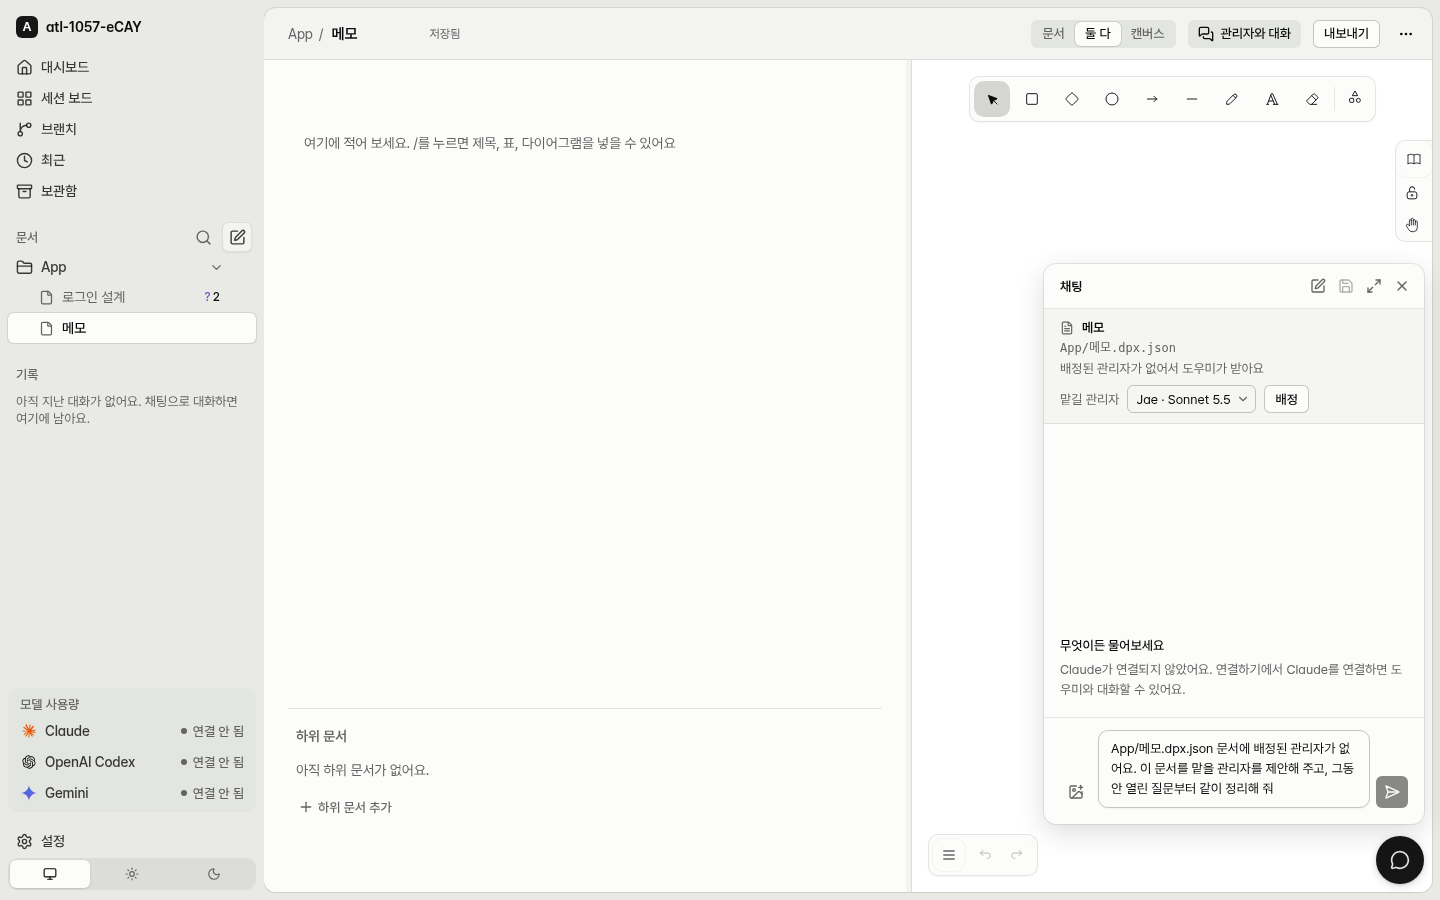 A atl-1057-eCAY
대시보드
세션 보드
브랜치
최근
보관함
문서
App
로그인 설계 ? 2
메모
기록
아직 지난 대화가 없어요. 채팅으로 대화하면
여기에 남아요.
모델 사용량
Claude 연결 안 됨
OpenAI Codex 연결 안 됨
Gemini 연결 안 됨
설정
App / 메모 저장됨
문서 둘 다 캔버스 관리자와 대화 내보내기
여기에 적어 보세요. /를 누르면 제목, 표, 다이어그램을 넣을 수 있어요
하위 문서
아직 하위 문서가 없어요.
하위 문서 추가
A
채팅
메모
App/메모.dpx.json
배정된 관리자가 없어서 도우미가 받아요
맡길 관리자 Jae · Sonnet 5.5 배정
무엇이든 물어보세요
Claude가 연결되지 않았어요. 연결하기에서 Claude를 연결하면 도
우미와 대화할 수 있어요.
App/메모.dpx.json 문서에 배정된 관리자가 없
어요. 이 문서를 맡을 관리자를 제안해 주고, 그동
안 열린 질문부터 같이 정리해 줘